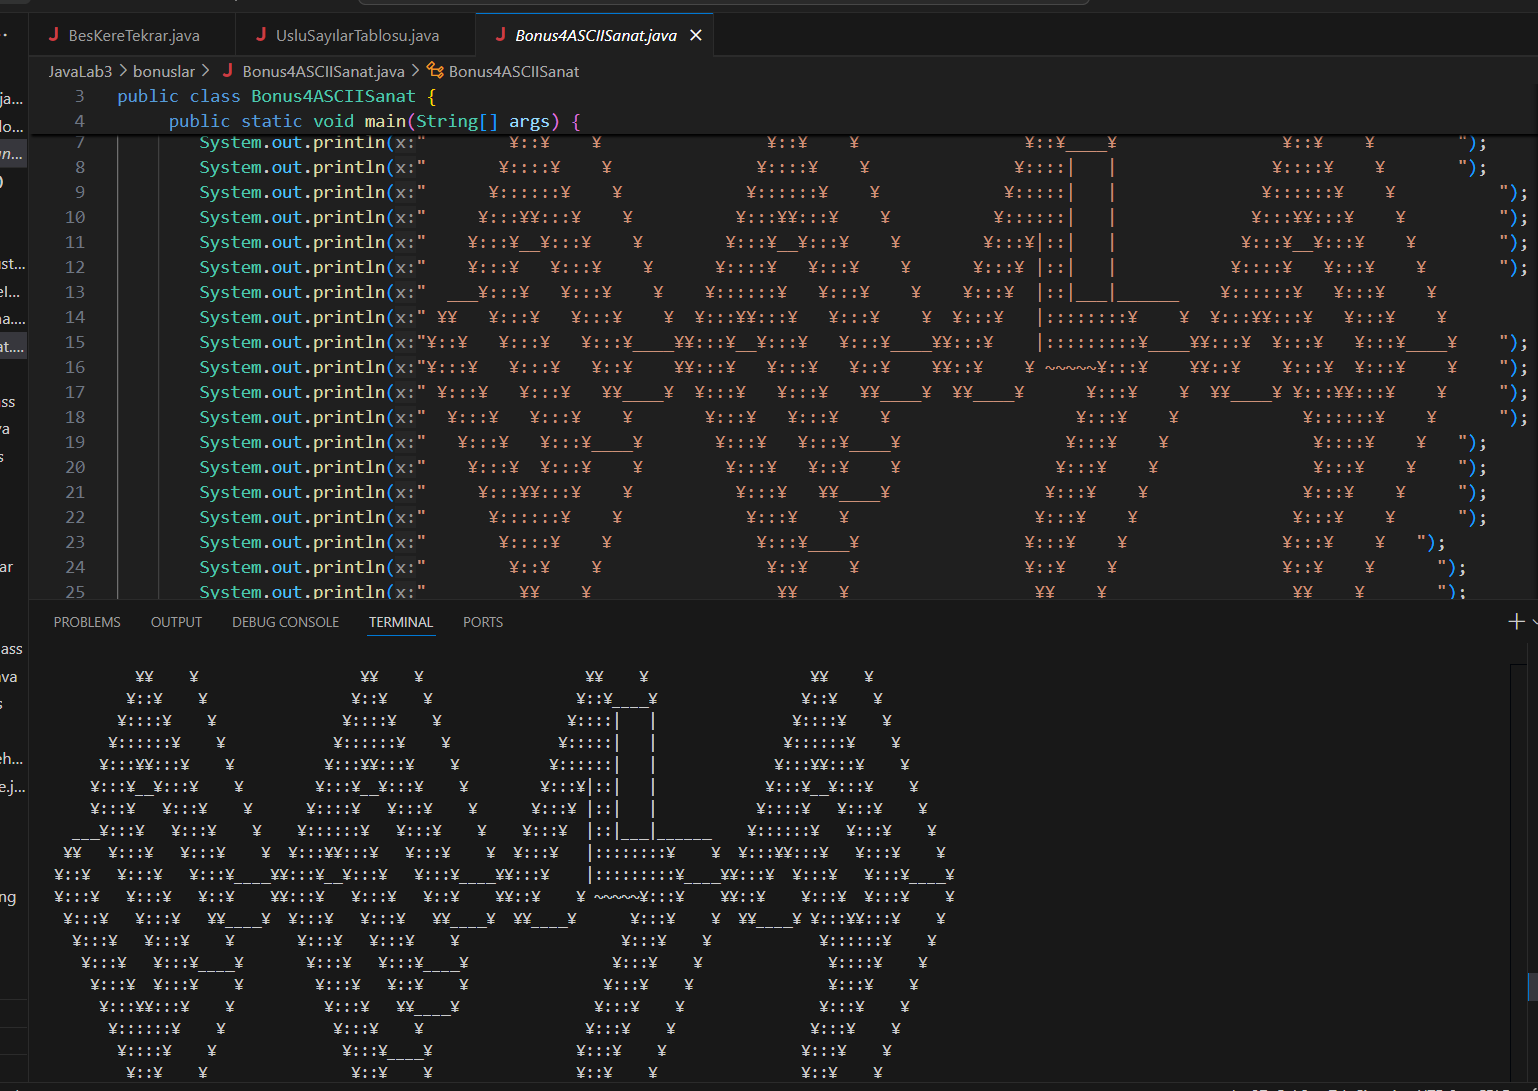 BesKereTekrar.java UsluSayılarTablosu.java Bonus4ASCIISanat.java ×
JavaLab3 > bonuslar > Bonus4ASCIISanat.java > Bonus4ASCIISanat
3 public class Bonus4ASCIISanat {
4 public static void main(String[] args) {
7 System.out.println(x:"        ¥::¥    ¥                ¥::¥    ¥                ¥::¥____¥                ¥::¥    ¥        ");
8 System.out.println(x:"       ¥::::¥    ¥              ¥::::¥    ¥              ¥::::|   |               ¥::::¥    ¥       ");
9 System.out.println(x:"      ¥::::::¥    ¥            ¥::::::¥    ¥            ¥:::::|   |              ¥::::::¥    ¥          ");
10 System.out.println(x:"     ¥:::¥¥:::¥    ¥          ¥:::¥¥:::¥    ¥          ¥::::::|   |             ¥:::¥¥:::¥    ¥         ");
11 System.out.println(x:"    ¥:::¥__¥:::¥    ¥        ¥:::¥__¥:::¥    ¥        ¥:::¥|::|   |            ¥:::¥__¥:::¥    ¥        ");
12 System.out.println(x:"    ¥:::¥   ¥:::¥    ¥      ¥::::¥   ¥:::¥    ¥      ¥:::¥ |::|   |           ¥::::¥   ¥:::¥    ¥       ");
13 System.out.println(x:"  ___¥:::¥   ¥:::¥    ¥    ¥::::::¥   ¥:::¥    ¥    ¥:::¥  |::|___|______    ¥::::::¥   ¥:::¥    ¥
14 System.out.println(x:" ¥¥   ¥:::¥   ¥:::¥    ¥  ¥:::¥¥:::¥   ¥:::¥    ¥  ¥:::¥   |::::::::¥    ¥  ¥:::¥¥:::¥   ¥:::¥    ¥
15 System.out.println(x:"¥::¥   ¥:::¥   ¥:::¥____¥¥:::¥__¥:::¥   ¥:::¥____¥¥:::¥    |:::::::::¥____¥¥:::¥  ¥:::¥   ¥:::¥____¥    ");
16 System.out.println(x:"¥:::¥   ¥:::¥   ¥::¥    ¥¥:::¥   ¥:::¥   ¥::¥    ¥¥::¥    ¥ ~~~~~¥:::¥    ¥¥::¥    ¥:::¥  ¥:::¥    ¥    ");
17 System.out.println(x:" ¥:::¥   ¥:::¥   ¥¥____¥  ¥:::¥   ¥:::¥   ¥¥____¥  ¥¥____¥      ¥:::¥    ¥  ¥¥____¥ ¥:::¥¥:::¥    ¥     ");
18 System.out.println(x:"  ¥:::¥   ¥:::¥    ¥       ¥:::¥   ¥:::¥    ¥                  ¥:::¥    ¥            ¥::::::¥    ¥      ");
19 System.out.println(x:"   ¥:::¥   ¥:::¥____¥       ¥:::¥   ¥:::¥____¥                ¥:::¥    ¥              ¥::::¥    ¥   ");
20 System.out.println(x:"    ¥:::¥  ¥:::¥    ¥        ¥:::¥   ¥::¥    ¥               ¥:::¥    ¥               ¥:::¥    ¥    ");
21 System.out.println(x:"     ¥:::¥¥:::¥    ¥          ¥:::¥   ¥¥____¥               ¥:::¥    ¥               ¥:::¥    ¥     ");
22 System.out.println(x:"      ¥::::::¥    ¥            ¥:::¥    ¥                  ¥:::¥    ¥               ¥:::¥    ¥      ");
23 System.out.println(x:"       ¥::::¥    ¥              ¥:::¥____¥                ¥:::¥    ¥               ¥:::¥    ¥   ");
24 System.out.println(x:"        ¥::¥    ¥                ¥::¥    ¥                ¥::¥    ¥                ¥::¥    ¥      ");
25 System.out.println(x:"         ¥¥    ¥                  ¥¥    ¥                  ¥¥    ¥                  ¥¥    ¥       ");
PROBLEMS OUTPUT DEBUG CONSOLE TERMINAL PORTS
         ¥¥    ¥                  ¥¥    ¥                  ¥¥    ¥                  ¥¥    ¥
        ¥::¥    ¥                ¥::¥    ¥                ¥::¥____¥                ¥::¥    ¥
       ¥::::¥    ¥              ¥::::¥    ¥              ¥::::|   |               ¥::::¥    ¥
      ¥::::::¥    ¥            ¥::::::¥    ¥            ¥:::::|   |              ¥::::::¥    ¥
     ¥:::¥¥:::¥    ¥          ¥:::¥¥:::¥    ¥          ¥::::::|   |             ¥:::¥¥:::¥    ¥
    ¥:::¥__¥:::¥    ¥        ¥:::¥__¥:::¥    ¥        ¥:::¥|::|   |            ¥:::¥__¥:::¥    ¥
    ¥:::¥   ¥:::¥    ¥      ¥::::¥   ¥:::¥    ¥      ¥:::¥ |::|   |           ¥::::¥   ¥:::¥    ¥
  ___¥:::¥   ¥:::¥    ¥    ¥::::::¥   ¥:::¥    ¥    ¥:::¥  |::|___|______    ¥::::::¥   ¥:::¥    ¥
 ¥¥   ¥:::¥   ¥:::¥    ¥  ¥:::¥¥:::¥   ¥:::¥    ¥  ¥:::¥   |::::::::¥    ¥  ¥:::¥¥:::¥   ¥:::¥    ¥
¥::¥   ¥:::¥   ¥:::¥____¥¥:::¥__¥:::¥   ¥:::¥____¥¥:::¥    |:::::::::¥____¥¥:::¥  ¥:::¥   ¥:::¥____¥
¥:::¥   ¥:::¥   ¥::¥    ¥¥:::¥   ¥:::¥   ¥::¥    ¥¥::¥    ¥ ~~~~~¥:::¥    ¥¥::¥    ¥:::¥  ¥:::¥    ¥
 ¥:::¥   ¥:::¥   ¥¥____¥  ¥:::¥   ¥:::¥   ¥¥____¥  ¥¥____¥      ¥:::¥    ¥  ¥¥____¥ ¥:::¥¥:::¥    ¥
  ¥:::¥   ¥:::¥    ¥       ¥:::¥   ¥:::¥    ¥                  ¥:::¥    ¥            ¥::::::¥    ¥
   ¥:::¥   ¥:::¥____¥       ¥:::¥   ¥:::¥____¥                ¥:::¥    ¥              ¥::::¥    ¥
    ¥:::¥  ¥:::¥    ¥        ¥:::¥   ¥::¥    ¥               ¥:::¥    ¥               ¥:::¥    ¥
     ¥:::¥¥:::¥    ¥          ¥:::¥   ¥¥____¥               ¥:::¥    ¥               ¥:::¥    ¥
      ¥::::::¥    ¥            ¥:::¥    ¥                  ¥:::¥    ¥               ¥:::¥    ¥
       ¥::::¥    ¥              ¥:::¥____¥                ¥:::¥    ¥               ¥:::¥    ¥
        ¥::¥    ¥                ¥::¥    ¥                ¥::¥    ¥                ¥::¥    ¥